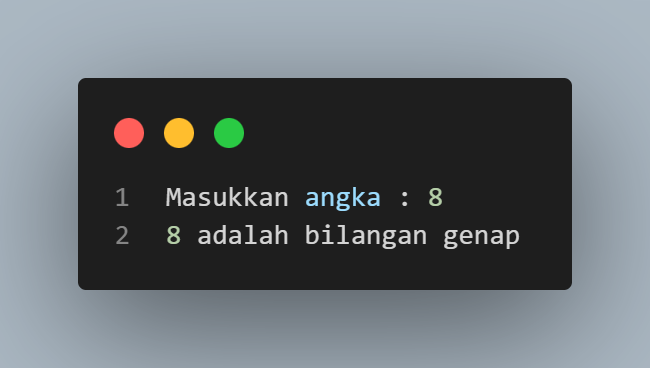 1 Masukkan angka : 8
2 8 adalah bilangan genap